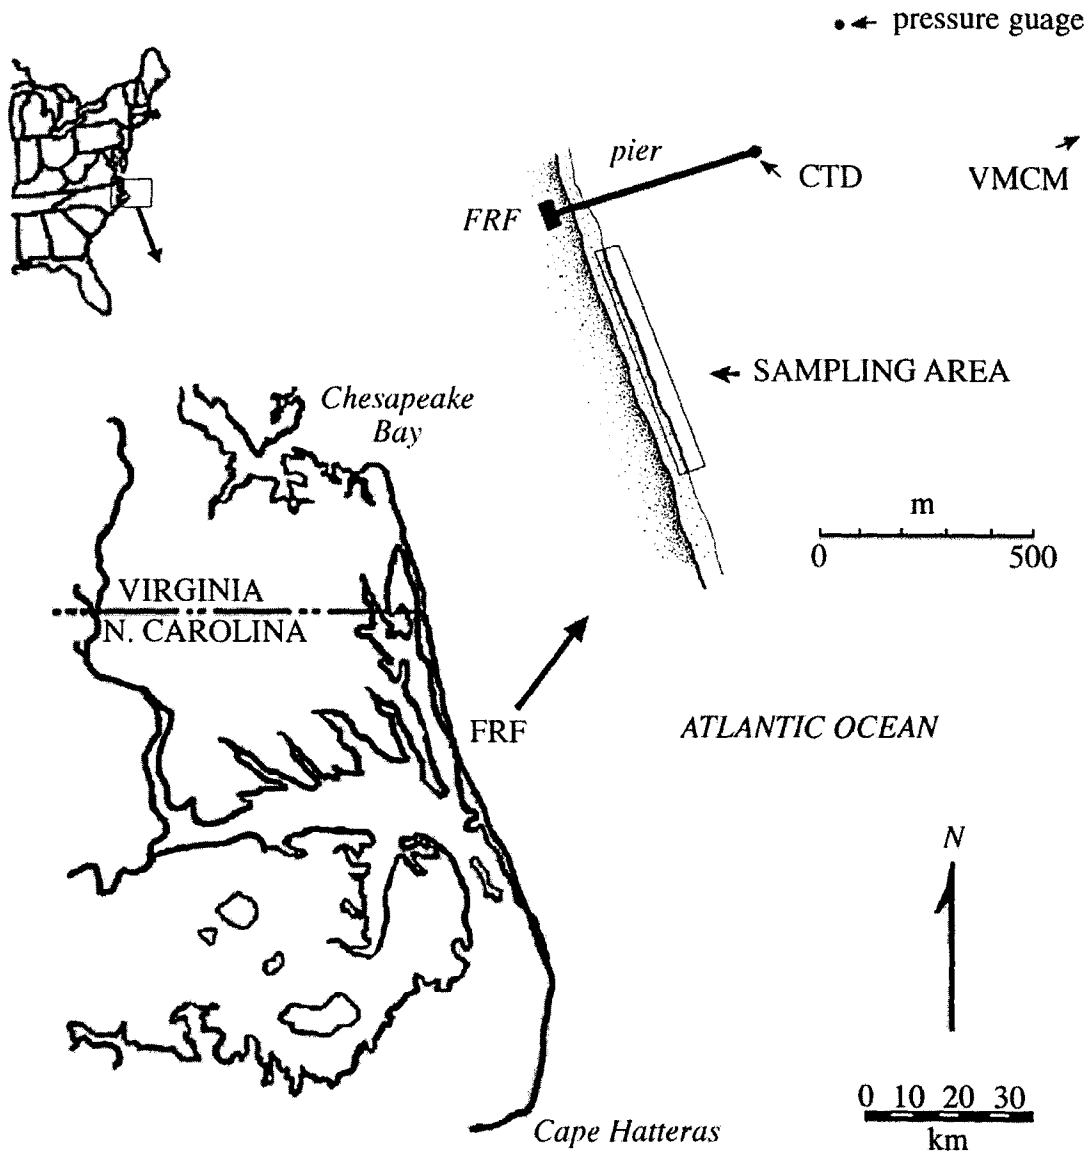 pressure guage
pier
CTD
VMCM
FRF
SAMPLING AREA
Chesapeake
Bay
m
0 500
VIRGINIA
N. CAROLINA
FRF
ATLANTIC OCEAN
N
0 10 20 30
km
Cape Hatteras